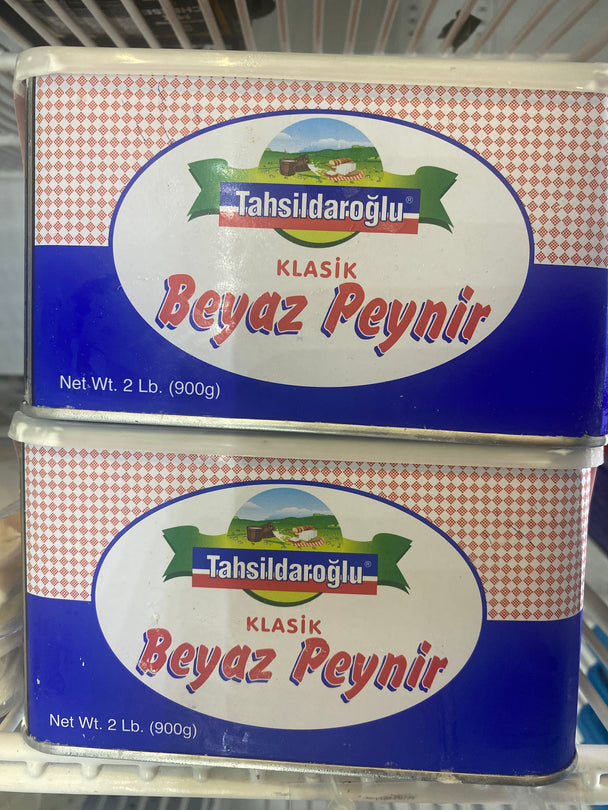 Tahsildaroğlu®
KLASİK
Beyaz Peynir
Net Wt. 2 Lb. (900g)
Tahsildaroğlu®
KLASİK
Beyaz Peynir
Net Wt. 2 Lb. (900g)